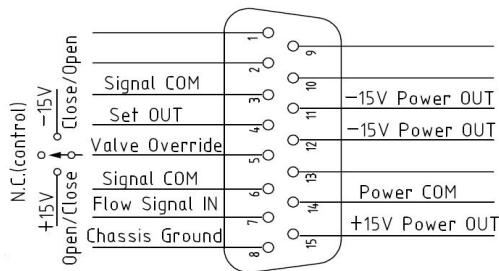 1
9
2
10
Signal COM
3
-15V Power OUT
11
Set OUT
4
-15V Power OUT
12
Valve Override
5
13
Signal COM
6
Power COM
14
Flow Signal IN
7
+15V Power OUT
15
Chassis Ground
8
N.C.(control)
-15V
Close/Open
+15V
Open/Close